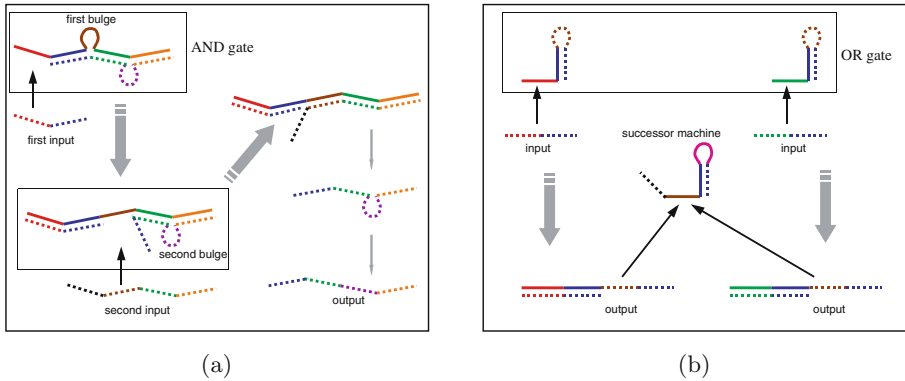 first bulge
AND gate
first input
second bulge
second input
output
(a)
OR gate
input
input
successor machine
output
output
(b)